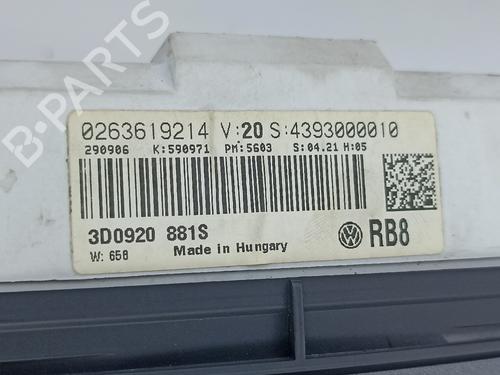 0263619214 V:20 S:4393000010
290906 K:590971 PM:5603 S:04.21 H:05
3D0920 881S
RB8
W: 658 Made in Hungary
B-PARTS